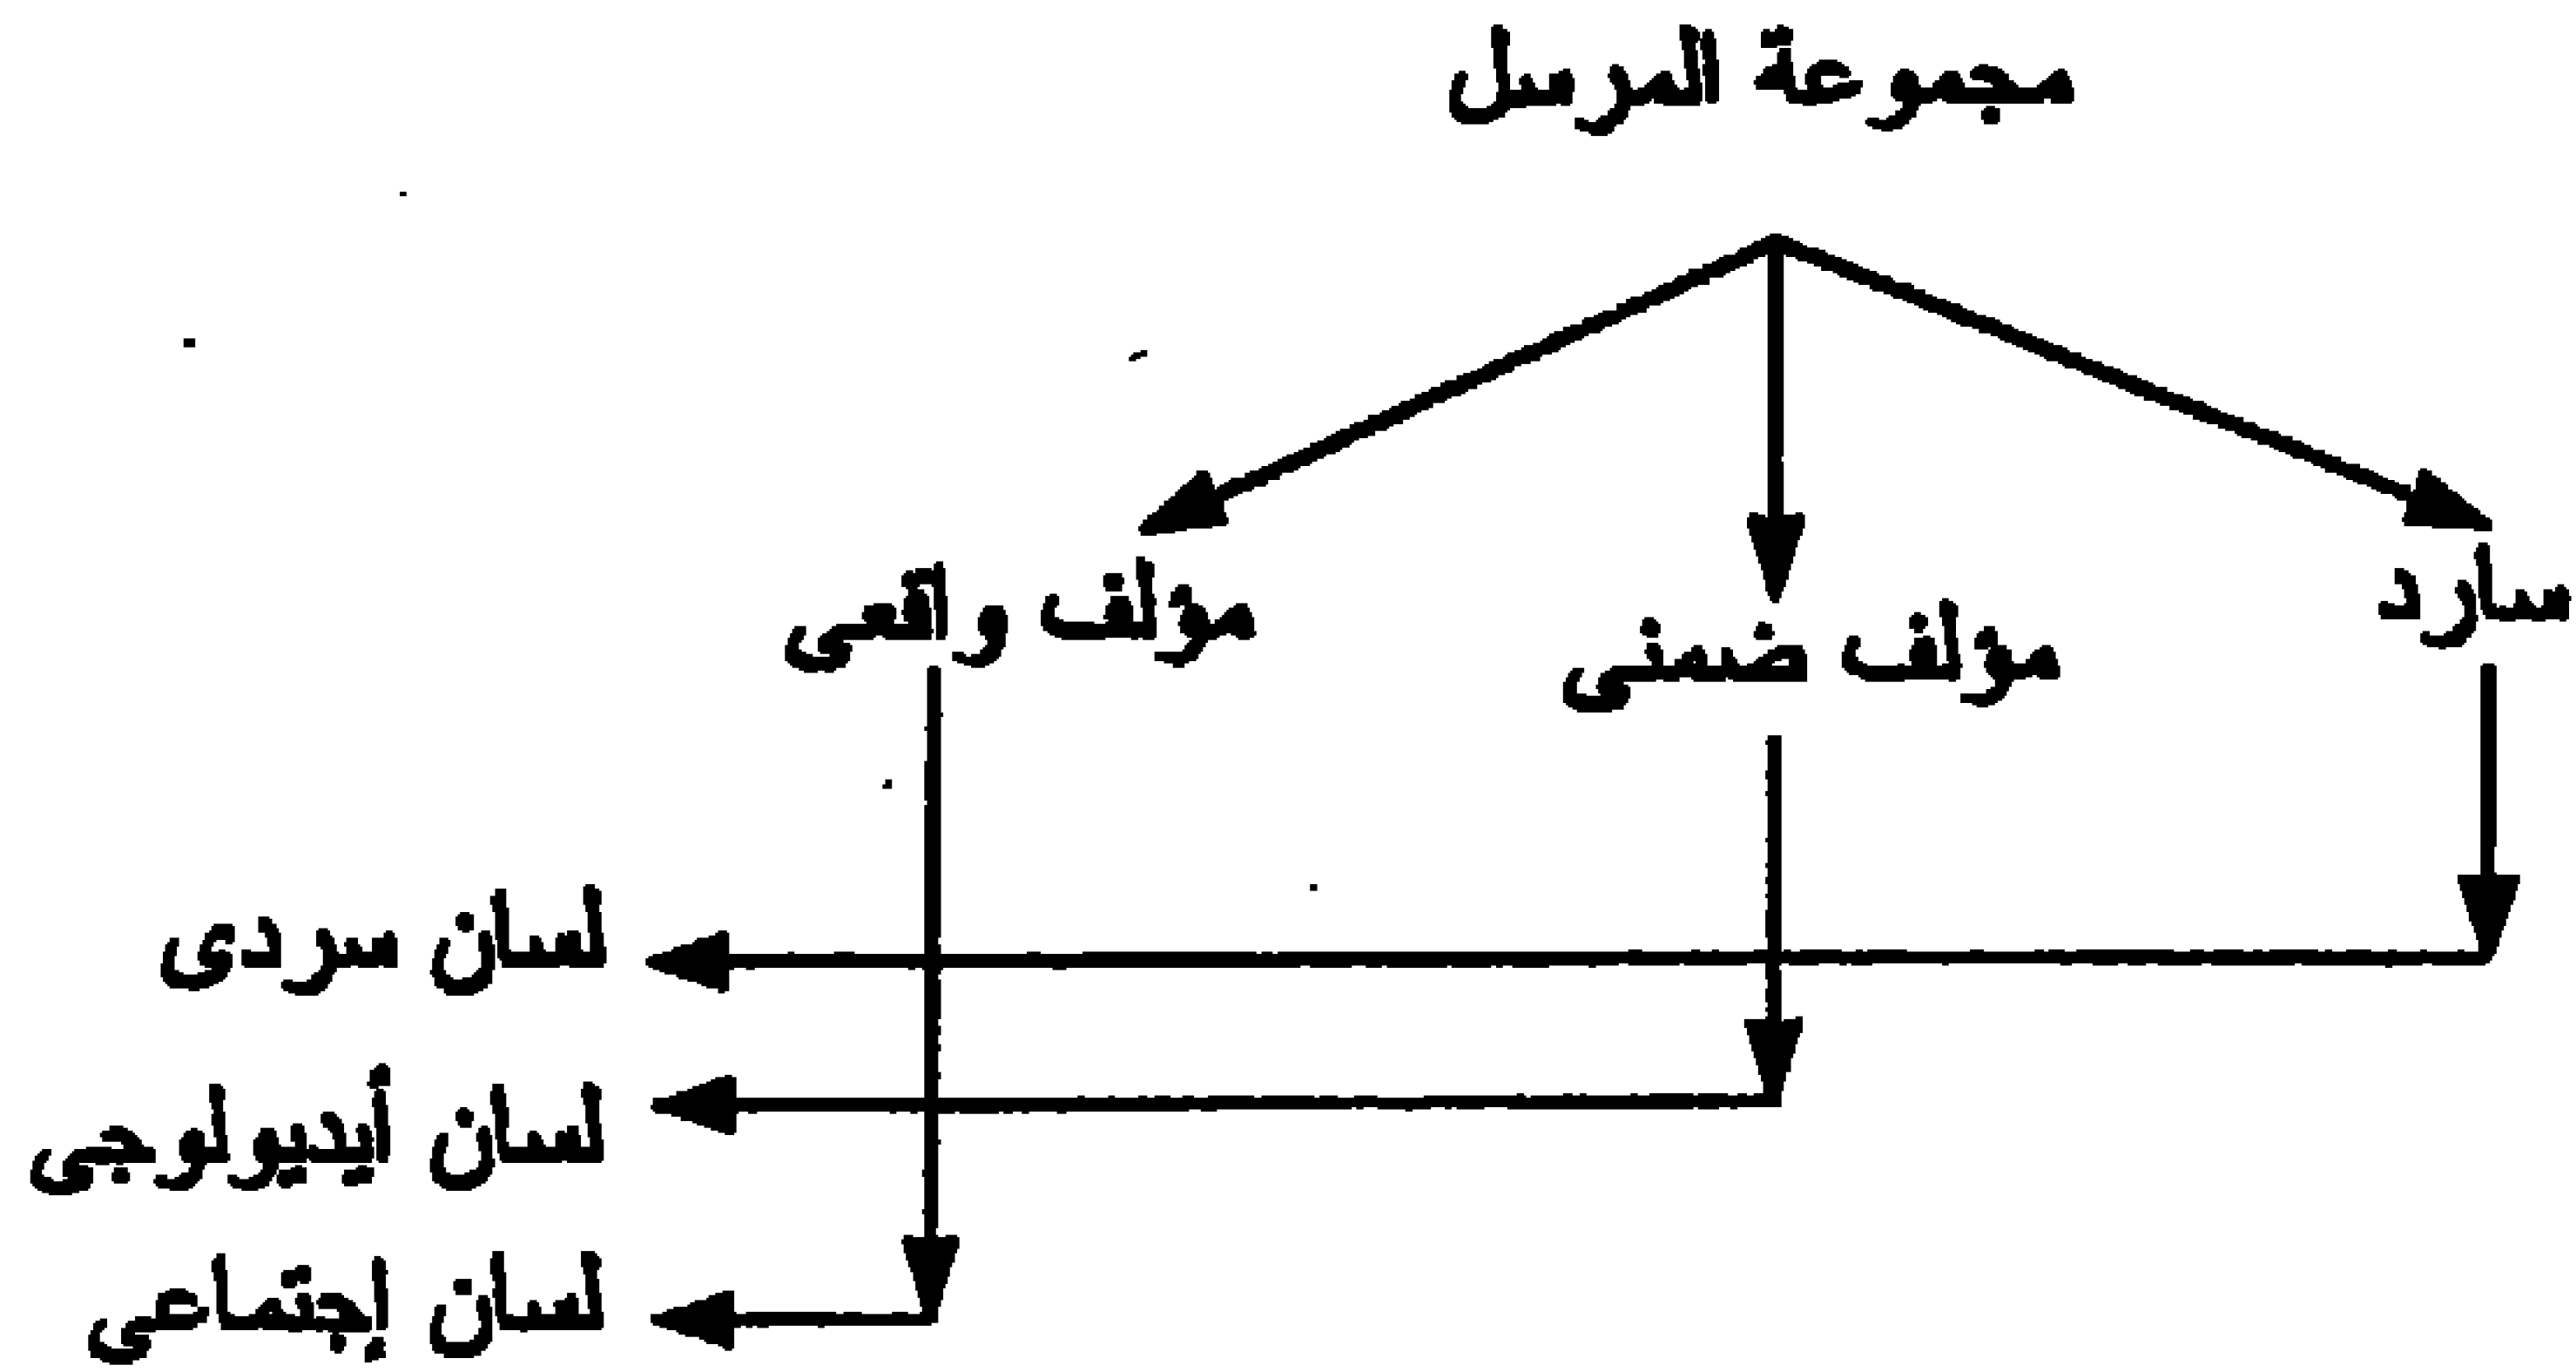 مجموعة المرسل
سارد
مؤلف ضمنى
مؤلف واقعى
لسان سردى
لسان أيديولوجى
لسان إجتماعى